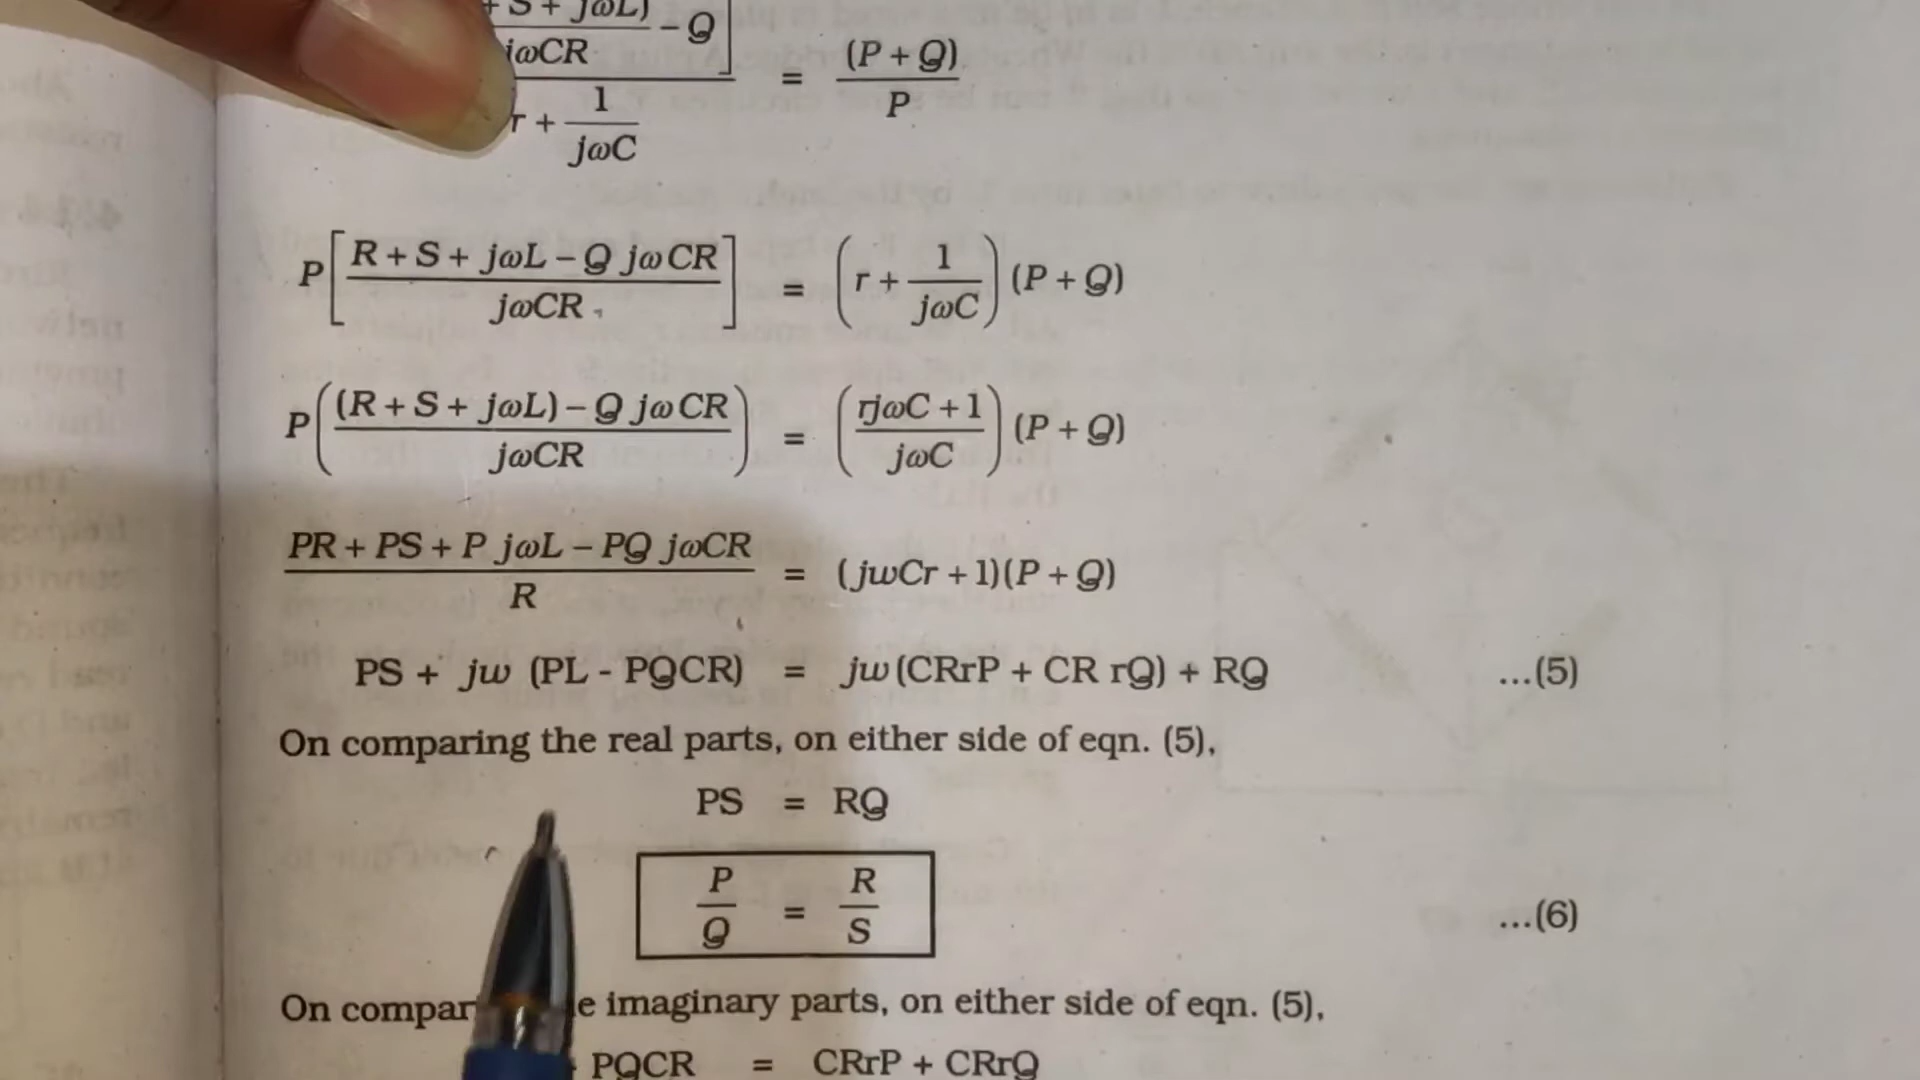 + S + jωL)
jωCR
- Q
r + 1/jωC = (P + Q)/P
P[(R + S + jωL – Q jωCR)/jωCR] = (r + 1/jωC)(P + Q)
P((R + S + jωL) – Q jωCR)/jωCR) = ((rjωC + 1)/jωC)(P + Q)
(PR + PS + P jωL – PQ jωCR)/R = (jwCr + 1)(P + Q)
PS + jw (PL - PQCR) = jw (CRrP + CR rQ) + RQ ...(5)
On comparing the real parts, on either side of eqn. (5),
PS = RQ
P/Q = R/S ...(6)
On compar e imaginary parts, on either side of eqn. (5),
PQCR = CRrP + CRrQ